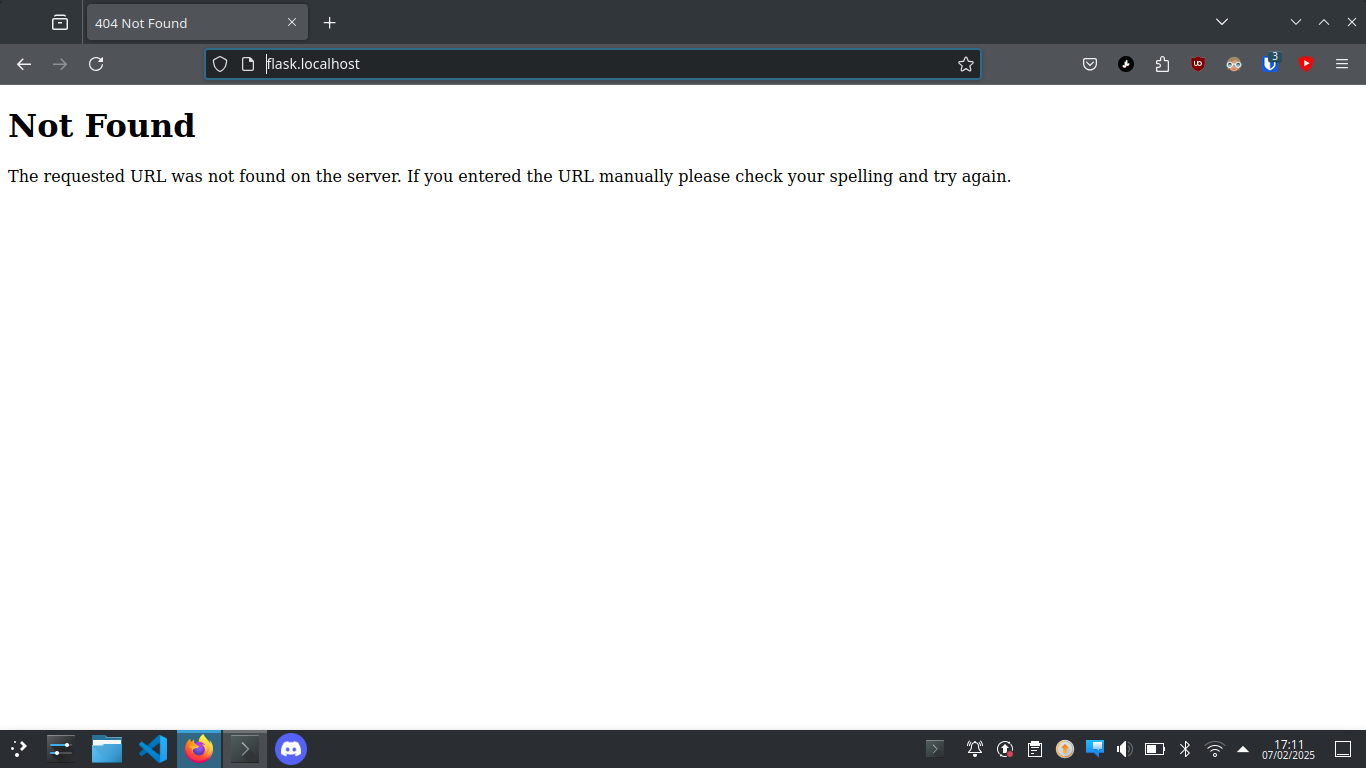 404 Not Found
flask.localhost
3
Not Found
The requested URL was not found on the server. If you entered the URL manually please check your spelling and try again.
17:11
07/02/2025